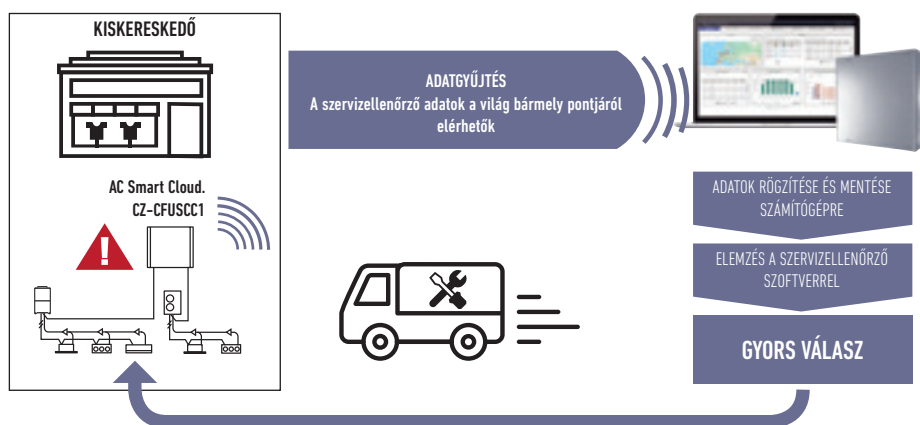 KISKERESKEDŐ
AC Smart Cloud.
CZ-CFUSCC1
ADATGYŰJTÉS
A szervizellenőrző adatok a világ bármely pontjáról
elérhetők
ADATOK RÖGZÍTÉSE ÉS MENTÉSE
SZÁMÍTÓGÉPRE
ELEMZÉS A SZERVIZELLENŐRZŐ
SZOFTVERREL
GYORS VÁLASZ